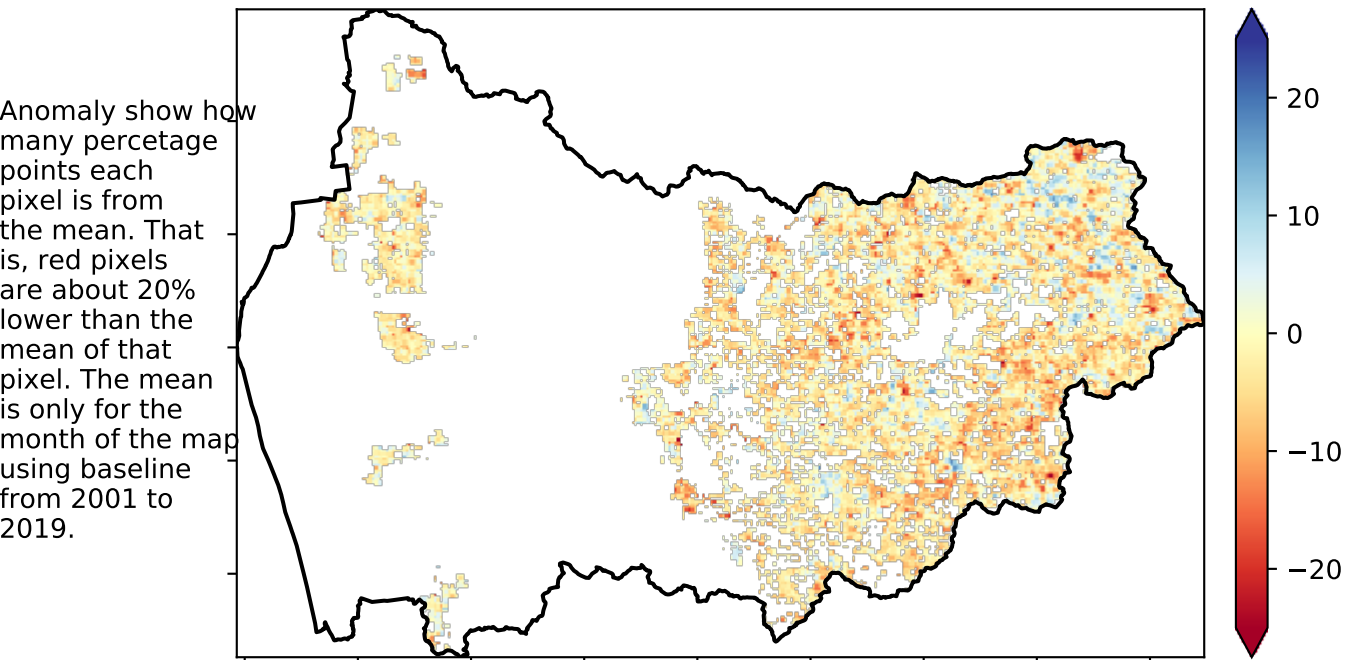 Anomaly show how
many percetage
points each
pixel is from
the mean. That
is, red pixels
are about 20%
lower than the
mean of that
pixel. The mean
is only for the
month of the map
using baseline
from 2001 to
2019.
20
10
0
−10
−20